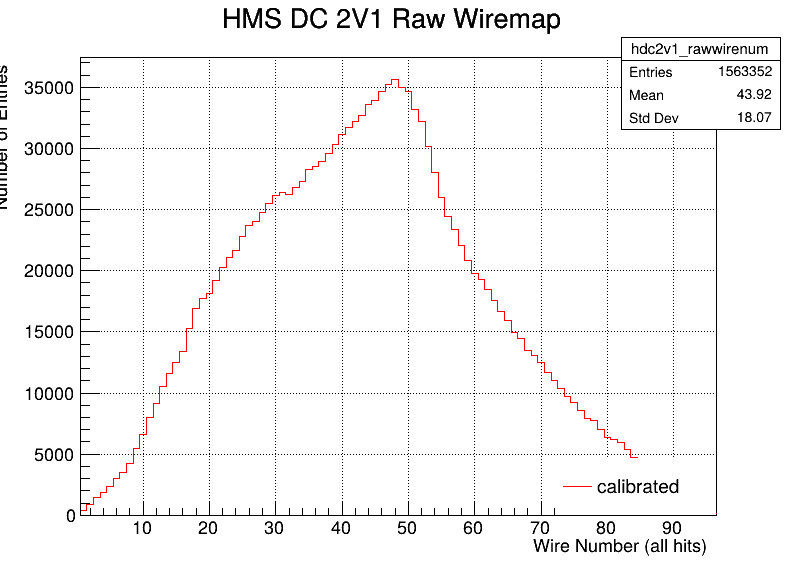 HMS DC 2V1 Raw Wiremap
hdc2v1_rawwirenum
Entries 1563352
Mean 43.92
Std Dev 18.07
Number of Entries
35000
30000
25000
20000
15000
10000
5000
0
calibrated
10 20 30 40 50 60 70 80 90
Wire Number (all hits)